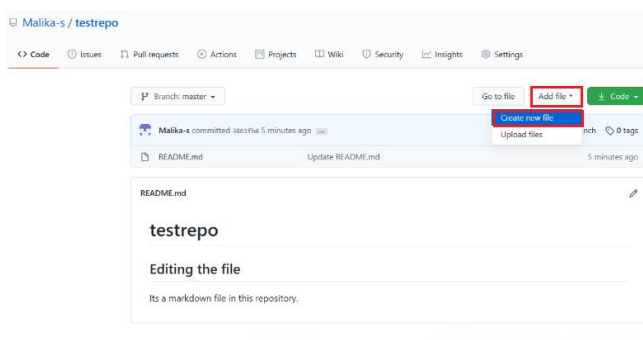 Malika-s / testrepo
Code Issues Pull requests Actions Projects Wiki Security Insights Settings
Branch: master Go to file Add file Code
Create new file
Malika-s committed 3861fb4 5 minutes ago nch 0 tags
Upload files
README.md Update README.md 5 minutes ago
README.md
testrepo
Editing the file
Its a markdown file in this repository.